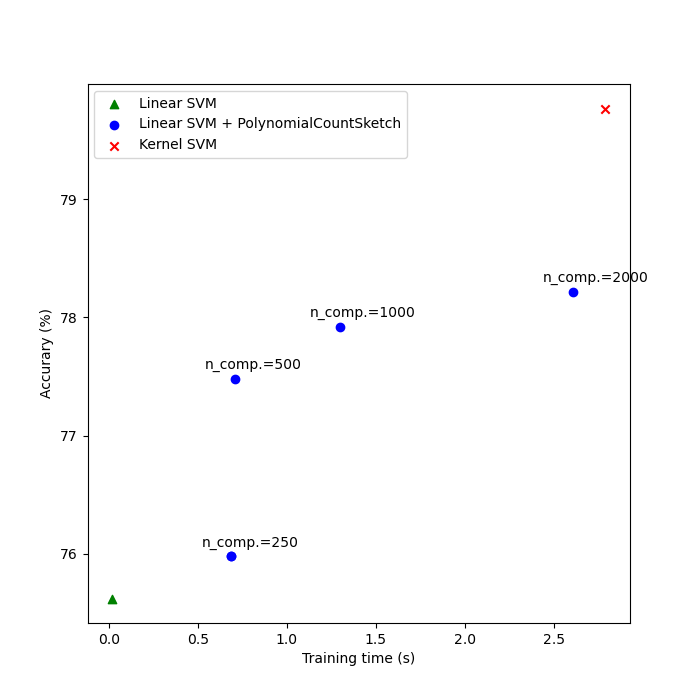 Linear SVM
Linear SVM + PolynomialCountSketch
Kernel SVM
79
n_comp.=2000
78
n_comp.=1000
n_comp.=500
77
n_comp.=250
76
Accurary (%)
0.0 0.5 1.0 1.5 2.0 2.5
Training time (s)